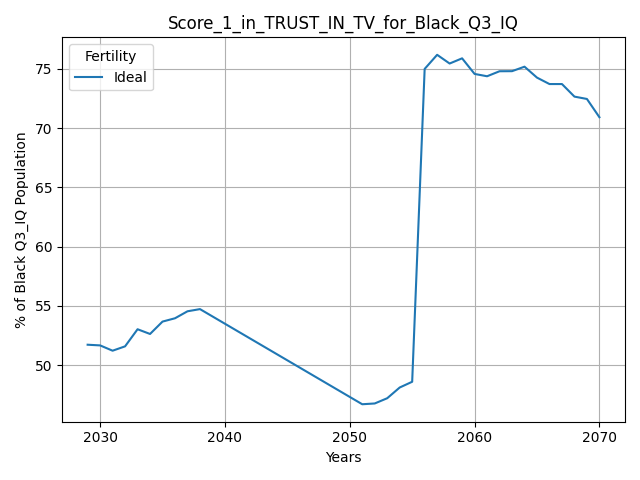 Score_1_in_TRUST_IN_TV_for_Black_Q3_IQ
Fertility
Ideal
% of Black Q3_IQ Population
75
70
65
60
55
50
2030
2040
2050
2060
2070
Years